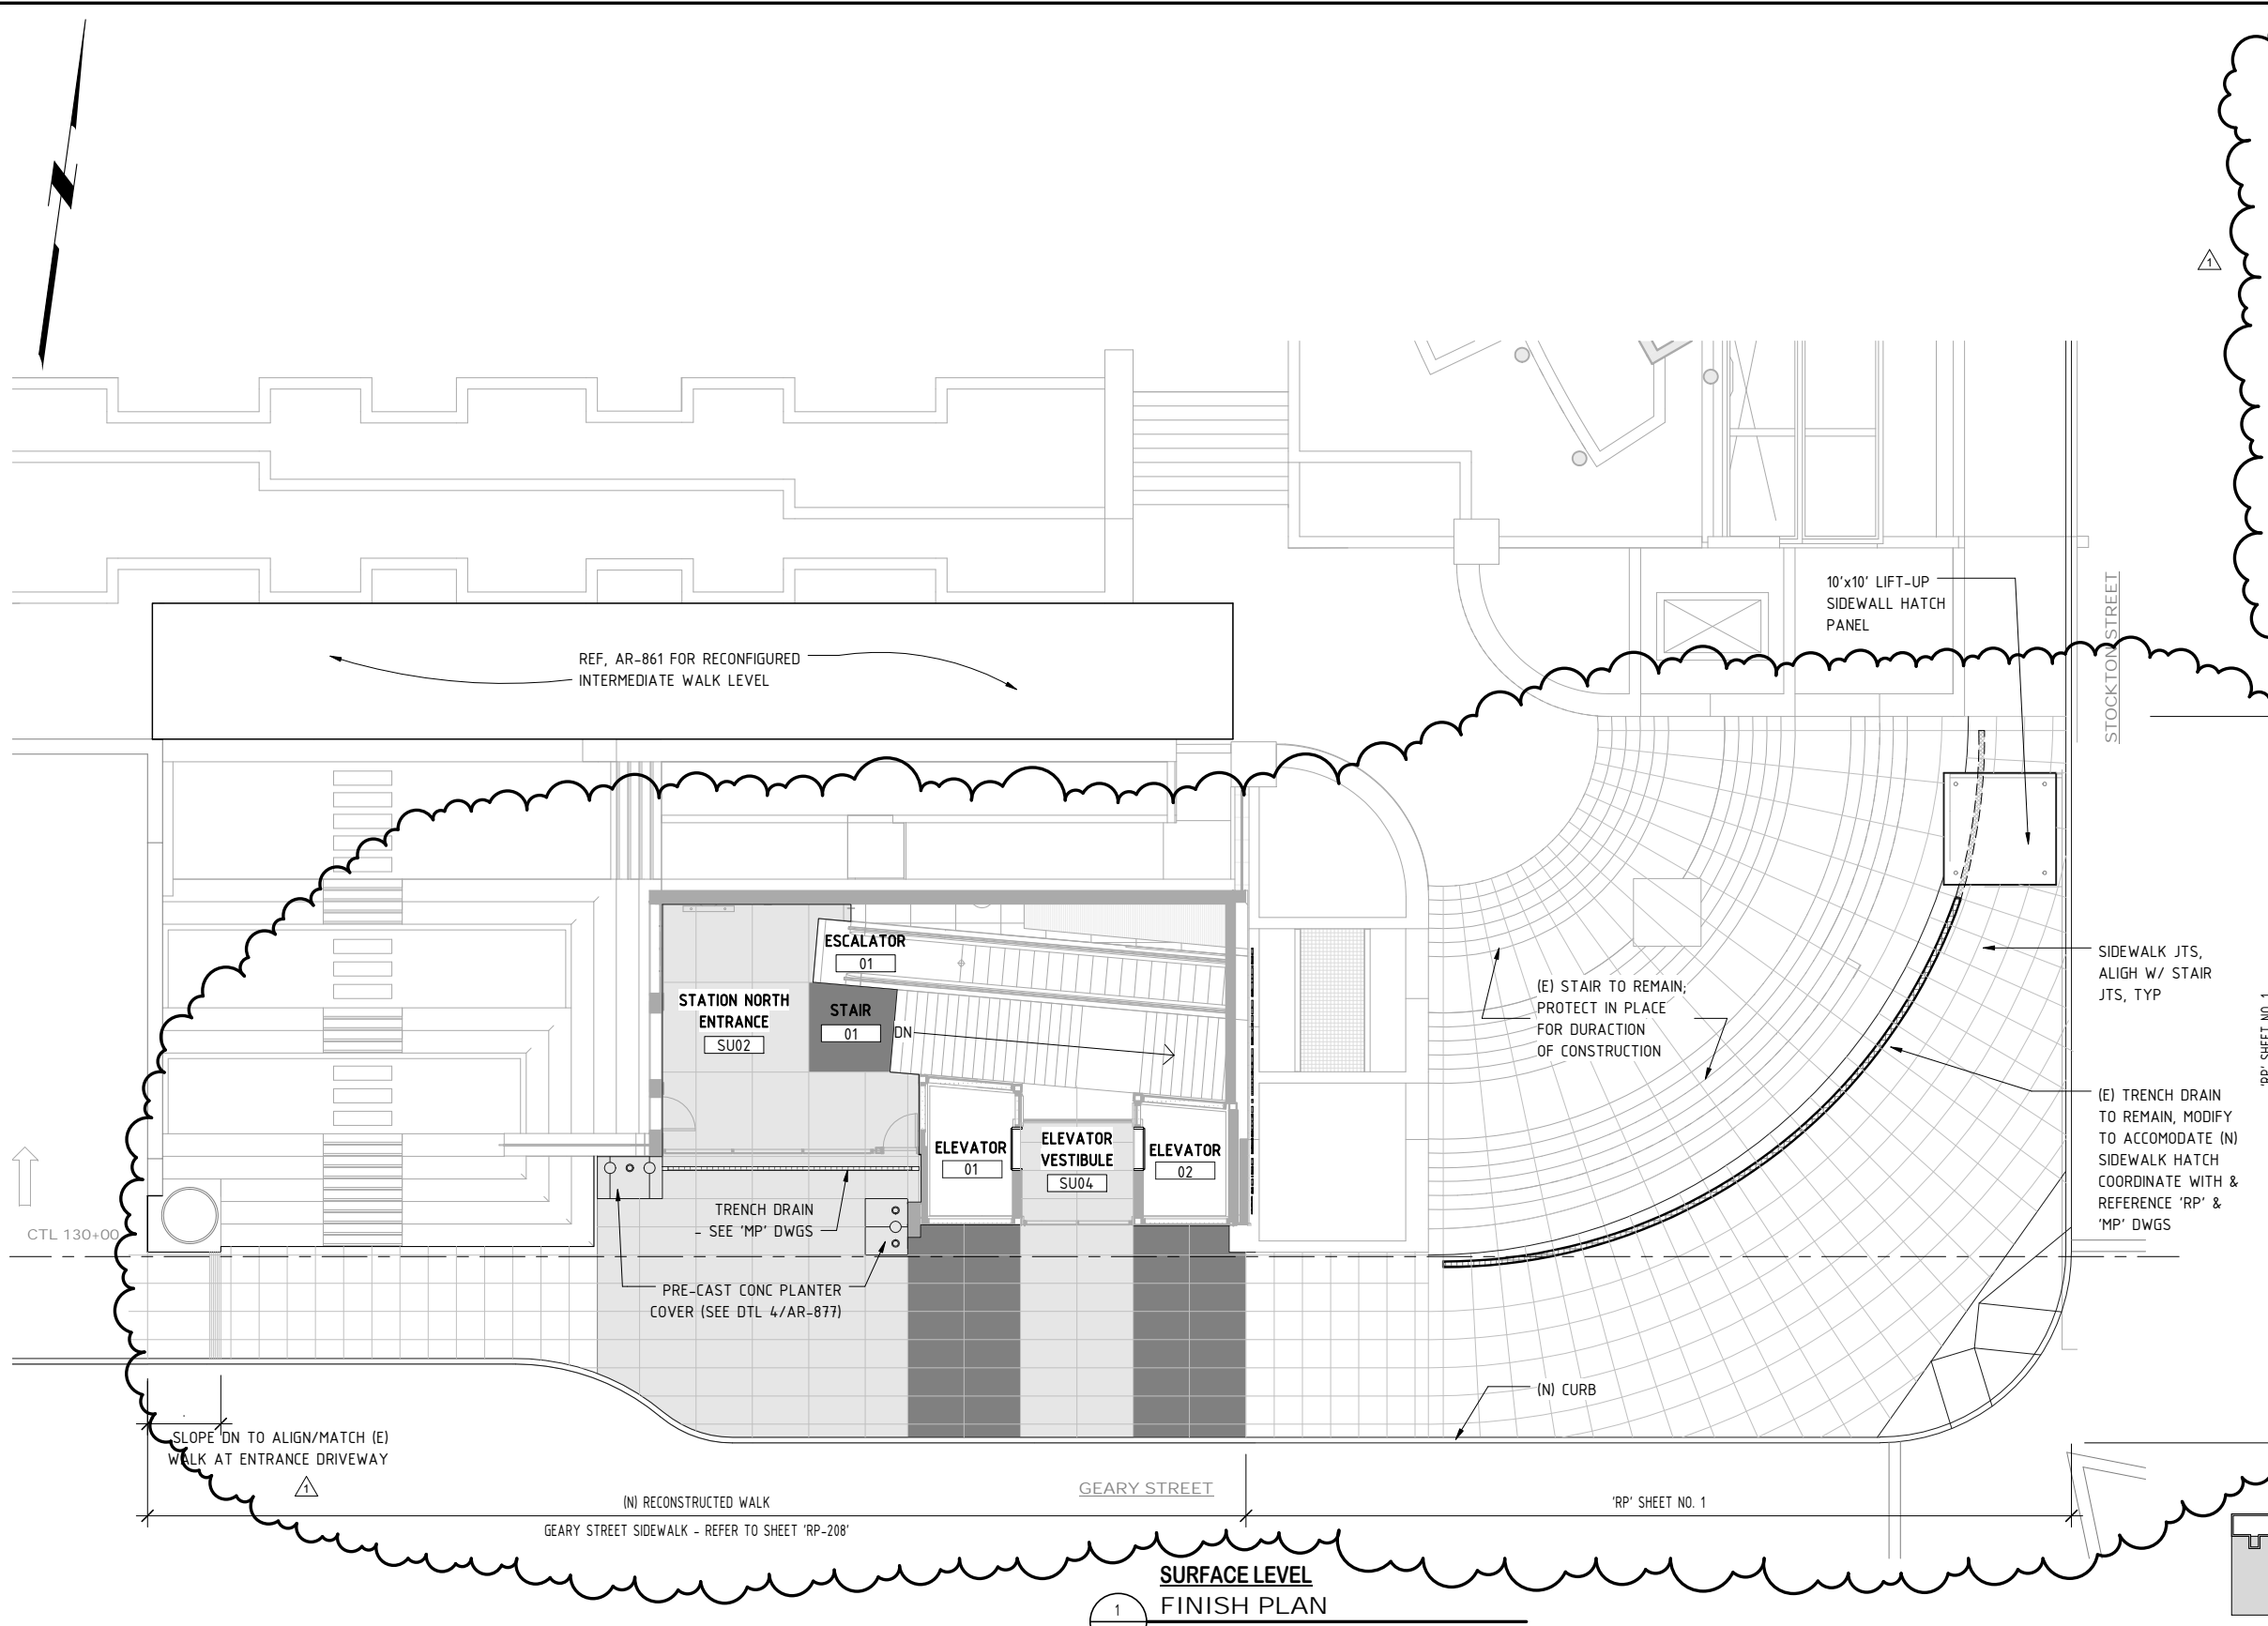 1
10'x10' LIFT-UP
SIDEWALL HATCH
PANEL
STOCKTON STREET
REF, AR-861 FOR RECONFIGURED
INTERMEDIATE WALK LEVEL
ESCALATOR
01
STATION NORTH
ENTRANCE
SU02
STAIR
01
DN
(E) STAIR TO REMAIN;
PROTECT IN PLACE
FOR DURACTION
OF CONSTRUCTION
SIDEWALK JTS,
ALIGH W/ STAIR
JTS, TYP
'RP' SHEET NO. 1
(E) TRENCH DRAIN
TO REMAIN, MODIFY
TO ACCOMODATE (N)
SIDEWALK HATCH
COORDINATE WITH &
REFERENCE 'RP' &
'MP' DWGS
ELEVATOR
01
ELEVATOR
VESTIBULE
SU04
ELEVATOR
02
TRENCH DRAIN
- SEE 'MP' DWGS
CTL 130+00
PRE-CAST CONC PLANTER
COVER (SEE DTL 4/AR-877)
(N) CURB
SLOPE DN TO ALIGN/MATCH (E)
WALK AT ENTRANCE DRIVEWAY
1
GEARY STREET
(N) RECONSTRUCTED WALK
GEARY STREET SIDEWALK - REFER TO SHEET 'RP-208'
'RP' SHEET NO. 1
SURFACE LEVEL
1
FINISH PLAN